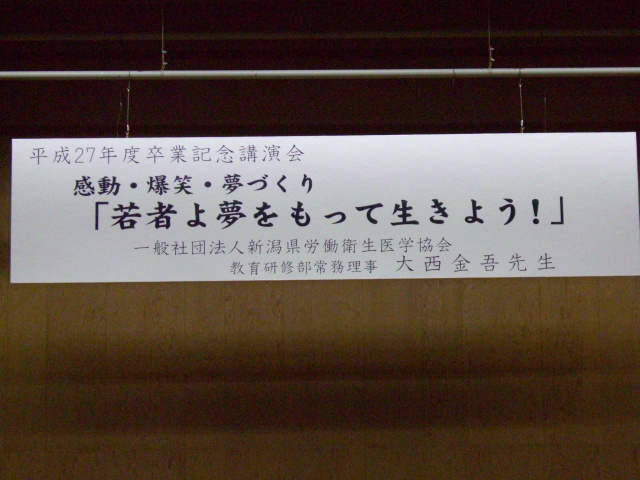 平成27年度卒業記念講演会
感動・爆笑・夢づくり
「若者よ夢をもって生きよう!」
一般社団法人新潟県労働衛生医学協会
教育研修部常務理事 大西金吾先生